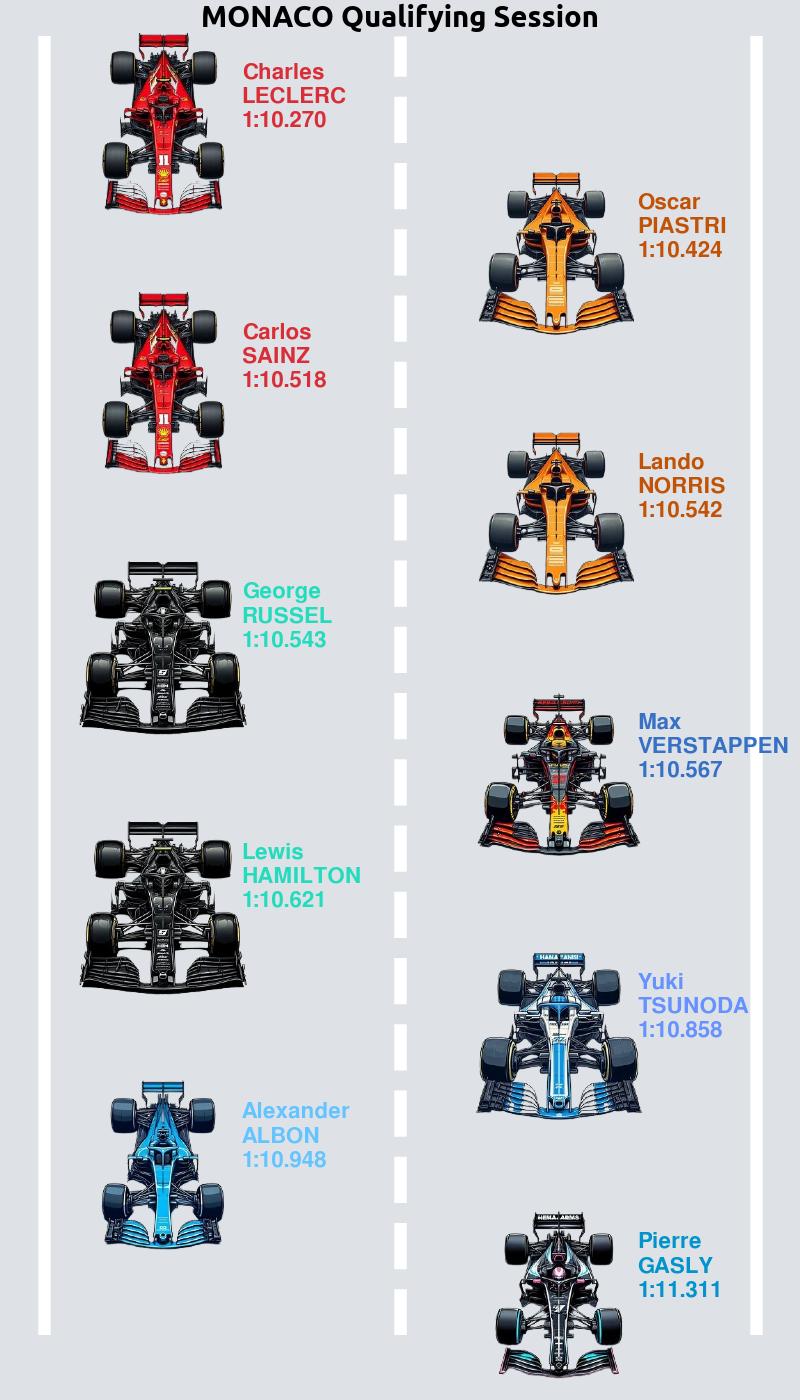 MONACO Qualifying Session
Charles
LECLERC
1:10.270
Oscar
PIASTRI
1:10.424
Carlos
SAINZ
1:10.518
Lando
NORRIS
1:10.542
George
RUSSEL
1:10.543
Max
VERSTAPPEN
1:10.567
Lewis
HAMILTON
1:10.621
Yuki
TSUNODA
1:10.858
Alexander
ALBON
1:10.948
Pierre
GASLY
1:11.311